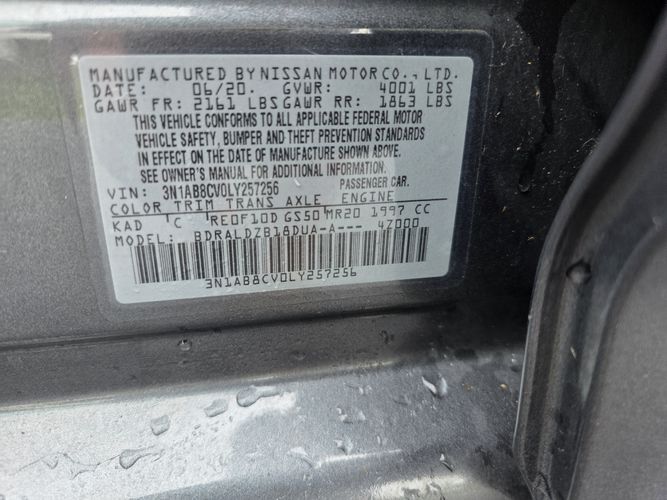 MANUFACTURED BY NISSAN MOTOR CO., LTD.
DATE: 06/20. GVWR: 4001 LBS
GAWR FR: 2161 LBS GAWR RR: 1863 LBS
THIS VEHICLE CONFORMS TO ALL APPLICABLE FEDERAL MOTOR
VEHICLE SAFETY, BUMPER AND THEFT PREVENTION STANDARDS
IN EFFECT ON THE DATE OF MANUFACTURE SHOWN ABOVE.
SEE OWNER'S MANUAL FOR ADDITIONAL INFORMATION.
VIN: 3N1AB8CV0LY257256 PASSENGER CAR.
COLOR TRIM TRANS AXLE ENGINE
KAD C RE0F10D GS50 MR20 1997 CC
MODEL: BDRALDZB18DUA-A--- 4Z000
3N1AB8CV0LY257256